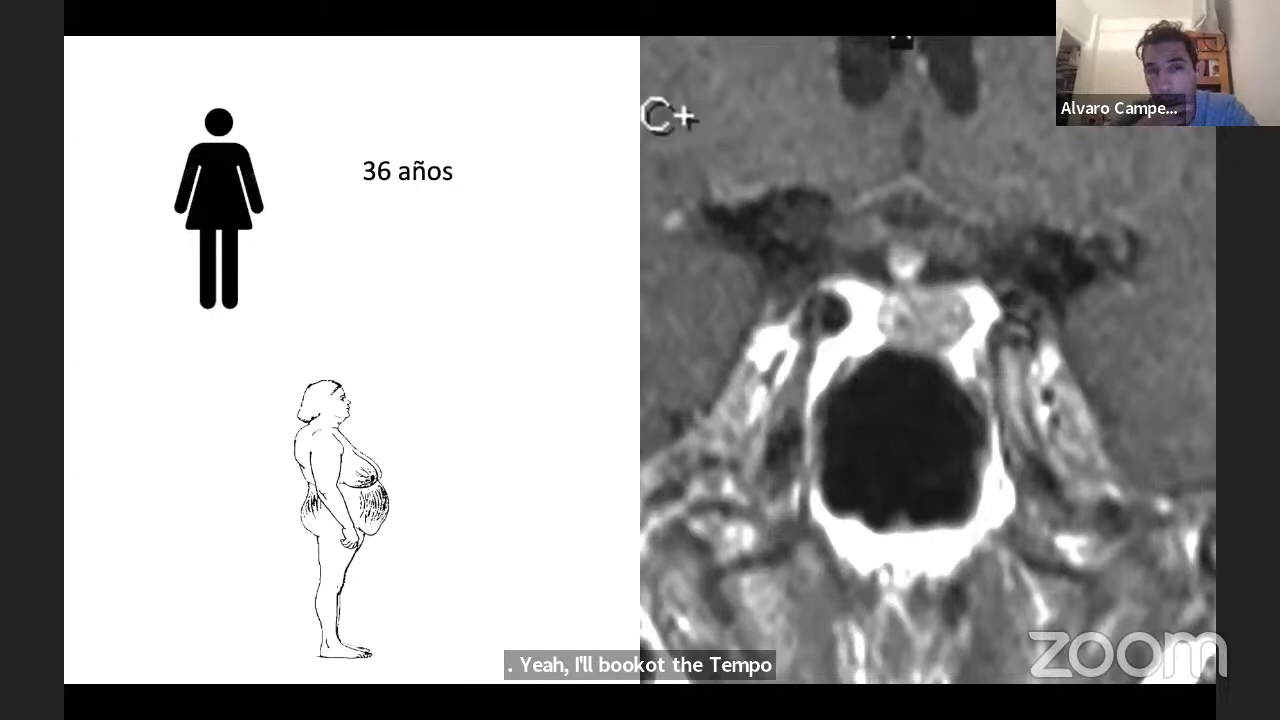 Alvaro Campe...
C+
36 años
. Yeah, I'll bookot the Tempo
zoom